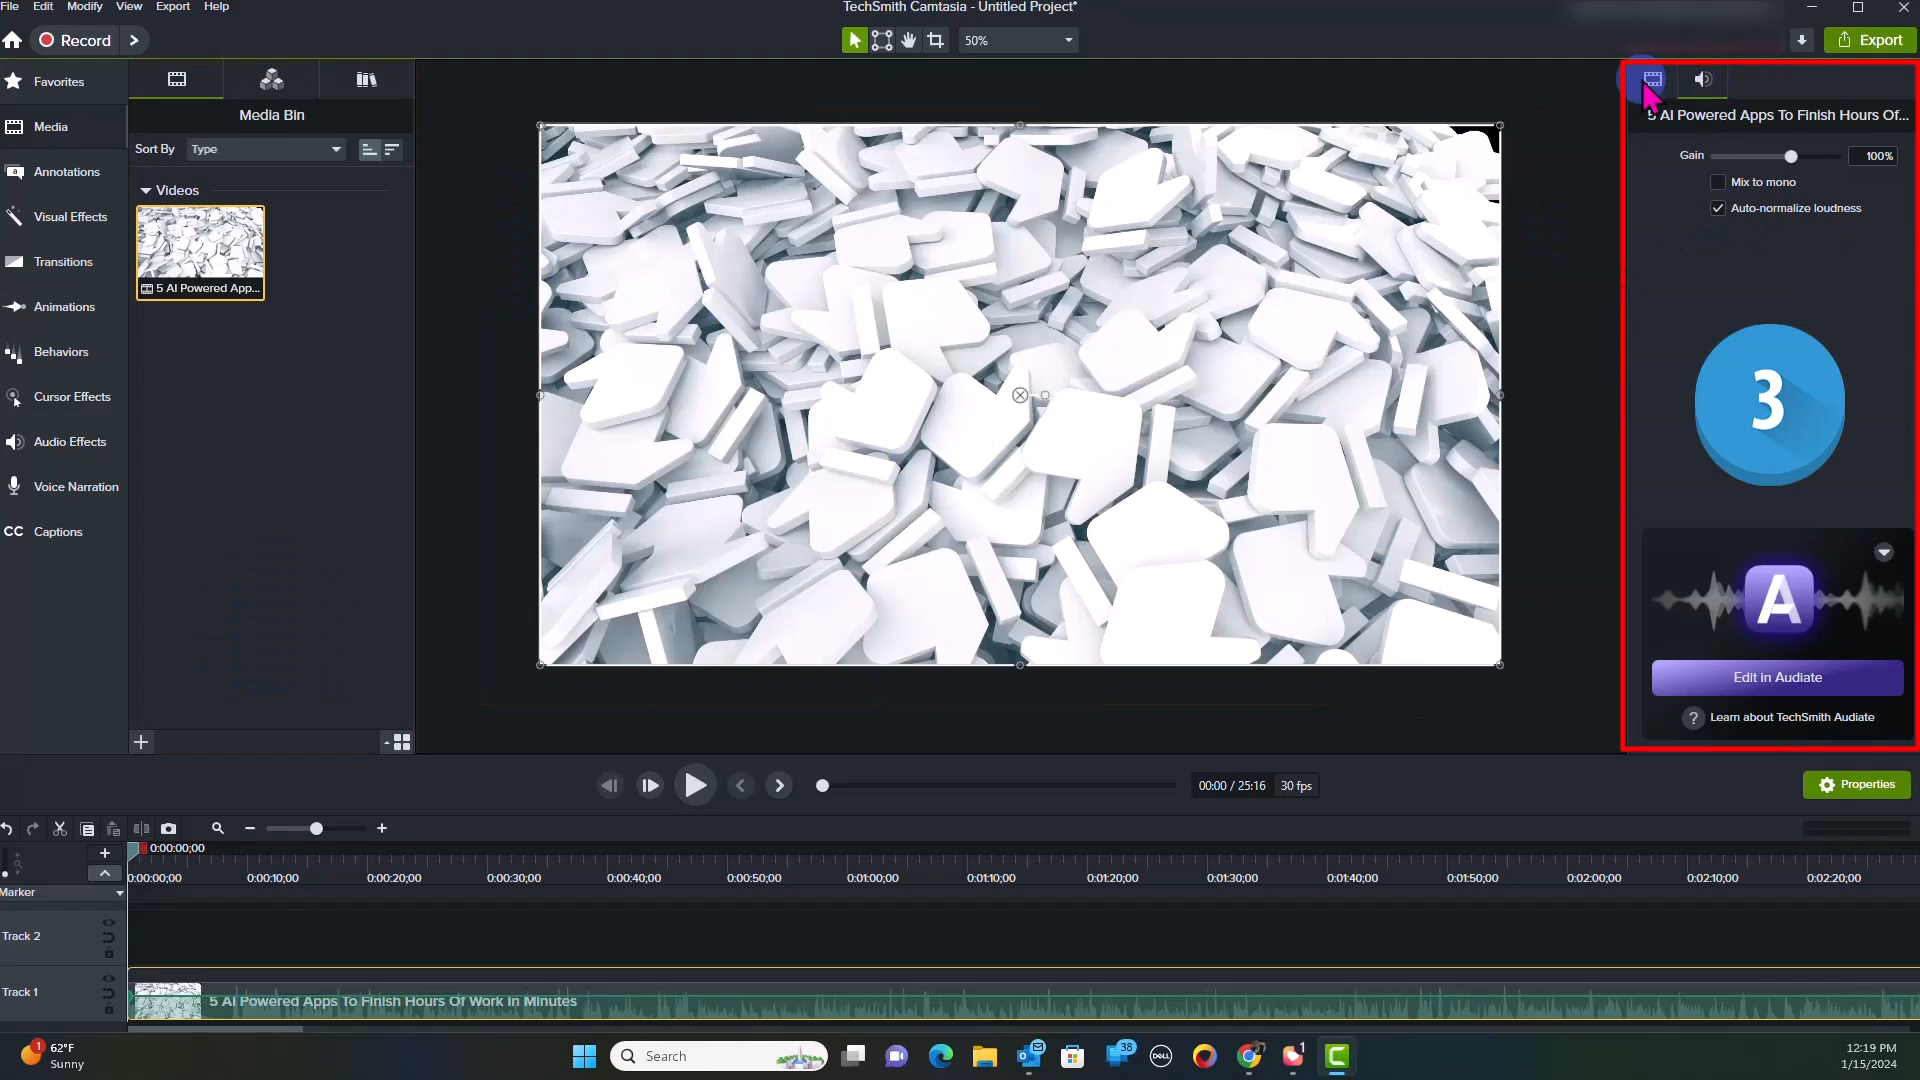 File Edit Modify View Export Help
TechSmith Camtasia - Untitled Project*
Record
50%
Export
Favorites
Media
Annotations
Visual Effects
Transitions
Animations
Behaviors
Cursor Effects
Audio Effects
Voice Narration
CC Captions
Media Bin
Sort By Type
Videos
5 AI Powered App...
5 AI Powered Apps To Finish Hours Of...
Gain 100%
Mix to mono
Auto-normalize loudness
3
A
Edit in Audiate
? Learn about TechSmith Audiate
00:00 / 25:16 30 fps
Properties
0:00:00;00
0:00:00;00 0:00:10;00 0:00:20;00 0:00:30;00 0:00:40;00 0:00:50;00 0:01:00;00 0:01:10;00 0:01:20;00 0:01:30;00 0:01:40;00 0:01:50;00 0:02:00;00 0:02:10;00 0:02:20;00
Marker
Track 2
Track 1
5 AI Powered Apps To Finish Hours Of Work In Minutes
1
62°F
Sunny
Search
38
DELL
1
12:19 PM
1/15/2024